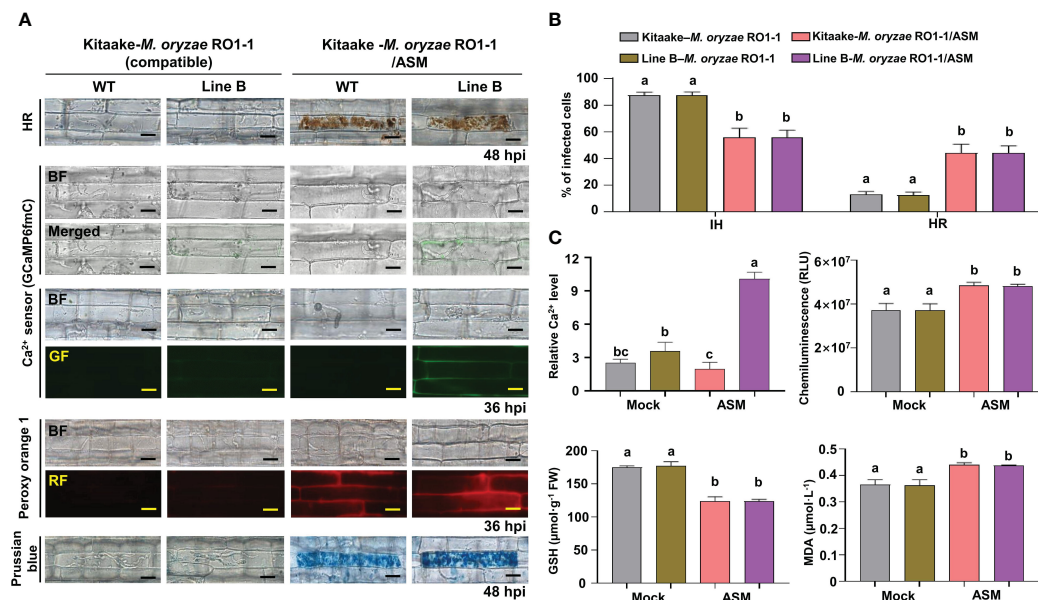 A
Kitaake-M. oryzae RO1-1
(compatible)
Kitaake -M. oryzae RO1-1
/ASM
WT
Line B
WT
Line B
HR
48 hpi
Ca²⁺ sensor (GCaMP6fmC)
BF
Merged
BF
GF
36 hpi
Peroxy orange 1
BF
RF
36 hpi
Prussian
blue
48 hpi
B
Kitaake–M. oryzae RO1-1
Kitaake-M. oryzae RO1-1/ASM
Line B–M. oryzae RO1-1
Line B-M. oryzae RO1-1/ASM
% of infected cells
100
80
60
40
20
0
a
a
b
b
a
a
b
b
IH
HR
C
Relative Ca²⁺ level
12
9
6
3
0
bc
b
c
a
Mock
ASM
Chemiluminescence (RLU)
6×10⁷
4×10⁷
2×10⁷
0
a
a
b
b
Mock
ASM
GSH (μmol·g⁻¹ FW)
200
150
100
50
0
a
a
b
b
Mock
ASM
MDA (μmol·L⁻¹)
0.5
0.4
0.3
0.2
0.1
0
a
a
b
b
Mock
ASM